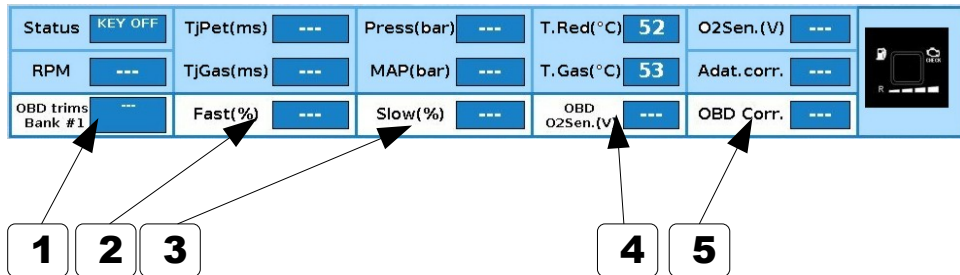 Status KEY OFF TjPet(ms) --- Press(bar) --- T.Red(°C) 52 O2Sen.(V) ---
CHECK
RPM --- TjGas(ms) --- MAP(bar) --- T.Gas(°C) 53 Adat.corr. ---
R
OBD trims
Bank #1 --- Fast(%) --- Slow(%) --- OBD
O2Sen.(V) --- OBD Corr. ---
1 2 3 4 5